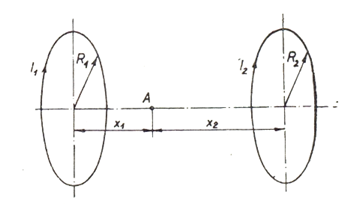 I₁ R₁ A I₂ R₂
x₁ x₂